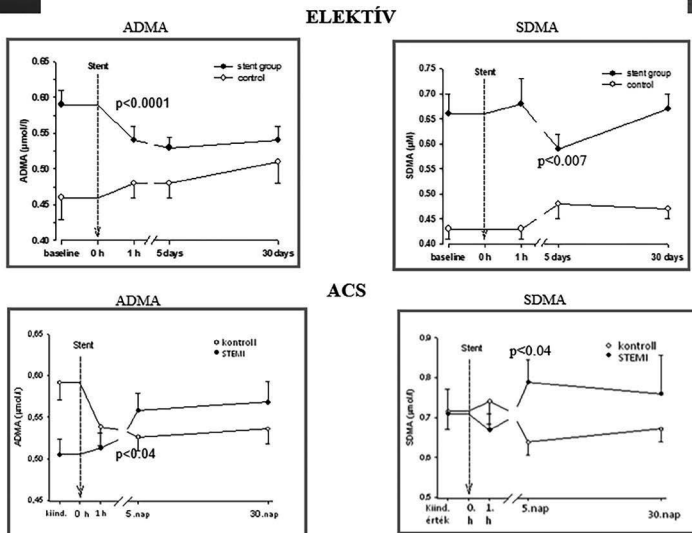 ELEKTÍV
ADMA
Stent
stent group
control
p<0.0001
ADMA (µmol/l)
0.65
0.60
0.55
0.50
0.45
0.40
baseline 0 h 1 h 5 days 30 days
SDMA
Stent
stent group
control
p<0.007
SDMA (µM)
0.75
0.70
0.65
0.60
0.55
0.50
0.45
0.40
baseline 0 h 1 h 5 days 30 days
ACS
ADMA
Stent
kontroll
STEMI
p<0.04
ADMA (µmol/l)
0,65
0,60
0,55
0,50
0,45
kiind. 0 h 1 h 5.nap 30.nap
SDMA
Stent
p<0.04
kontroll
STEMI
SDMA (µmol/l)
0,9
0,8
0,7
0,6
0,5
Kiind. 0. 1. 5.nap 30.nap
érték h h